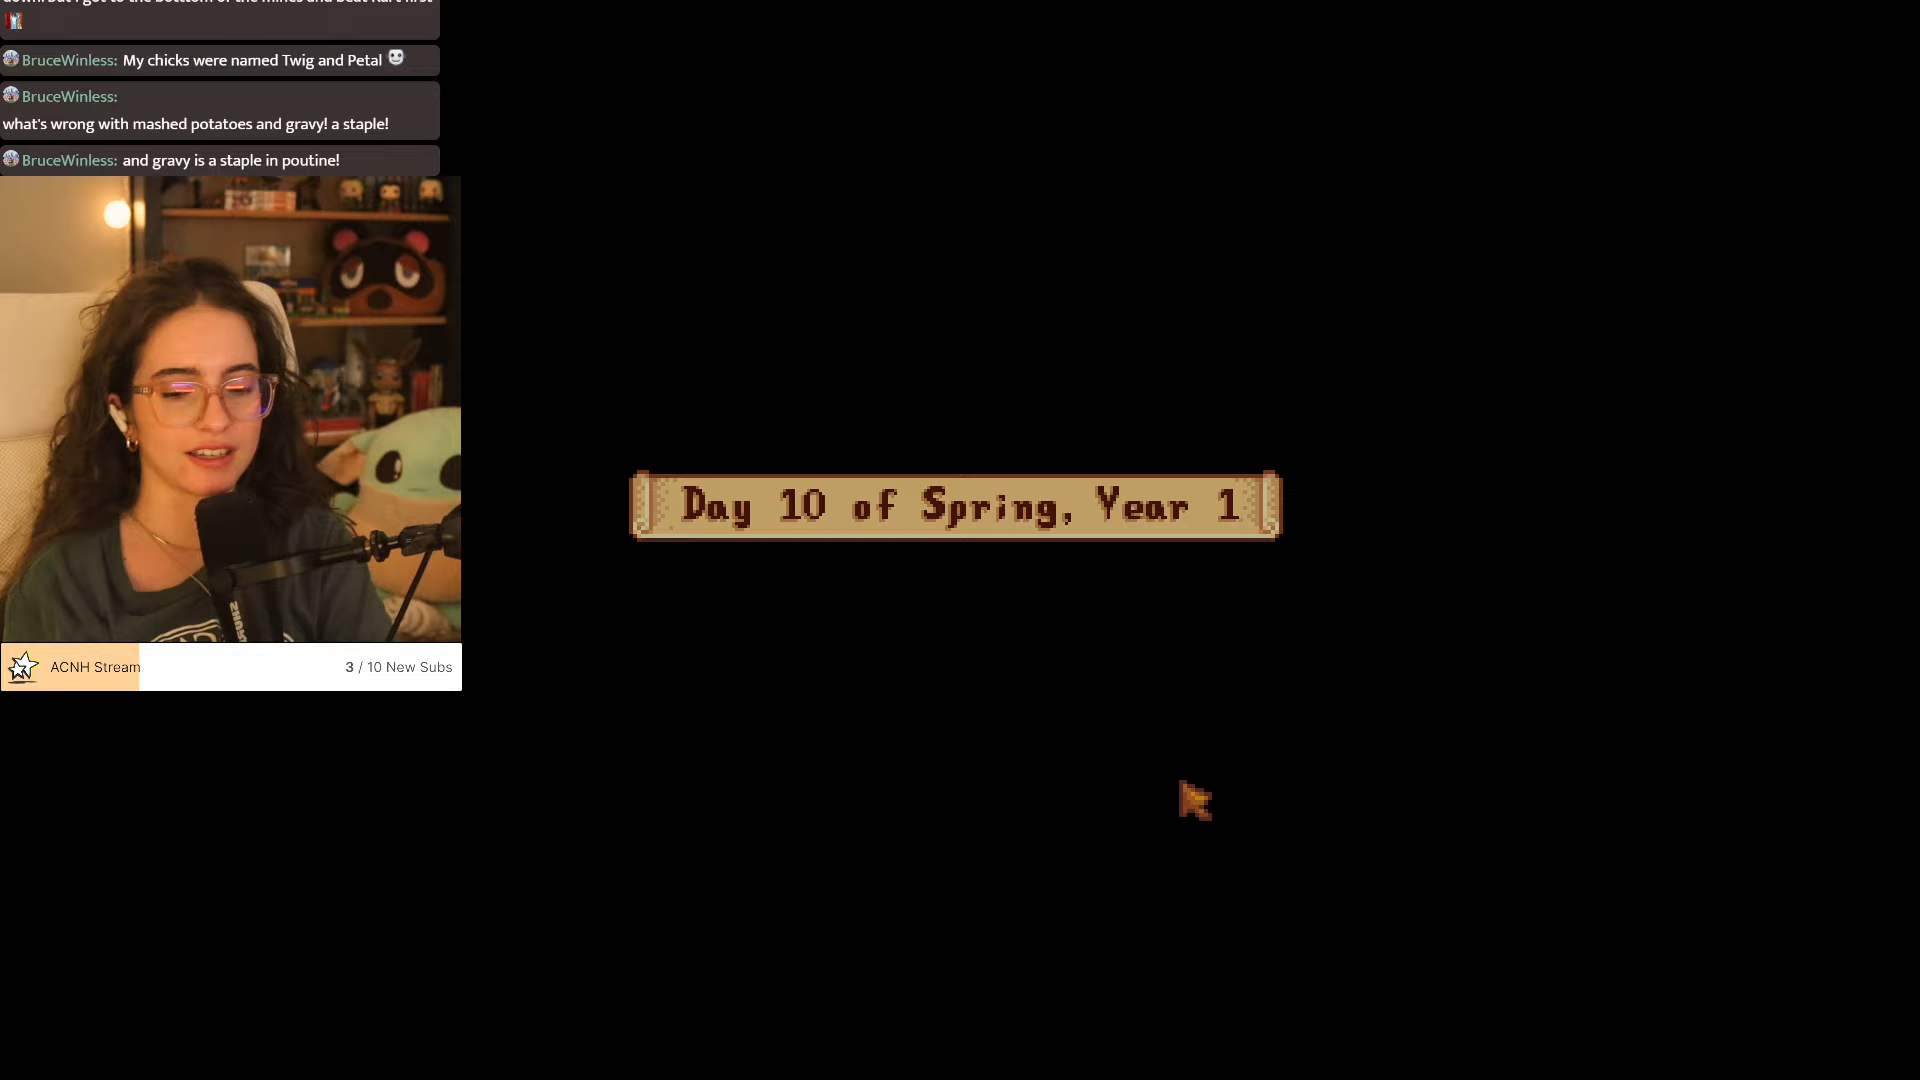 BruceWinless: My chicks were named Twig and Petal
BruceWinless:
what's wrong with mashed potatoes and gravy! a staple!
BruceWinless: and gravy is a staple in poutine!
Day 10 of Spring, Year 1
ACNH Stream 3 / 10 New Subs